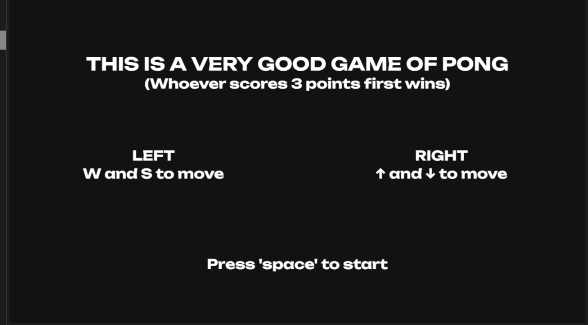 THIS IS A VERY GOOD GAME OF PONG
(Whoever scores 3 points first wins)
LEFT
W and S to move
RIGHT
↑ and ↓ to move
Press 'space' to start